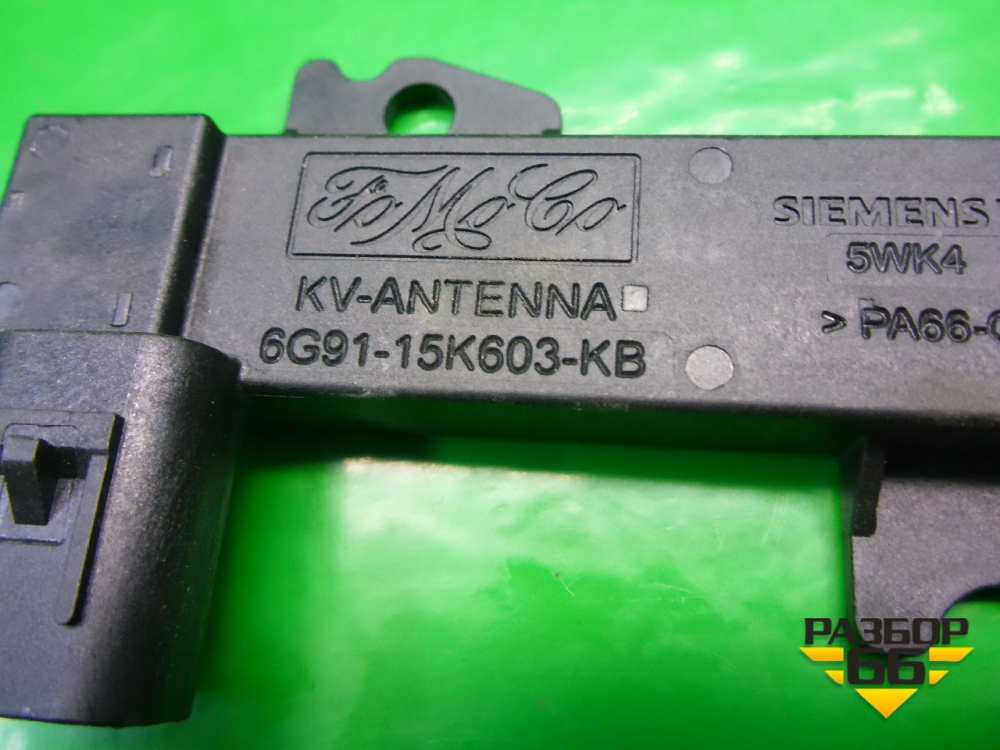 FoMoCo
KV-ANTENNA
6G91-15K603-KB
SIEMENS
5WK4
> PA66-
РАЗБОР
66